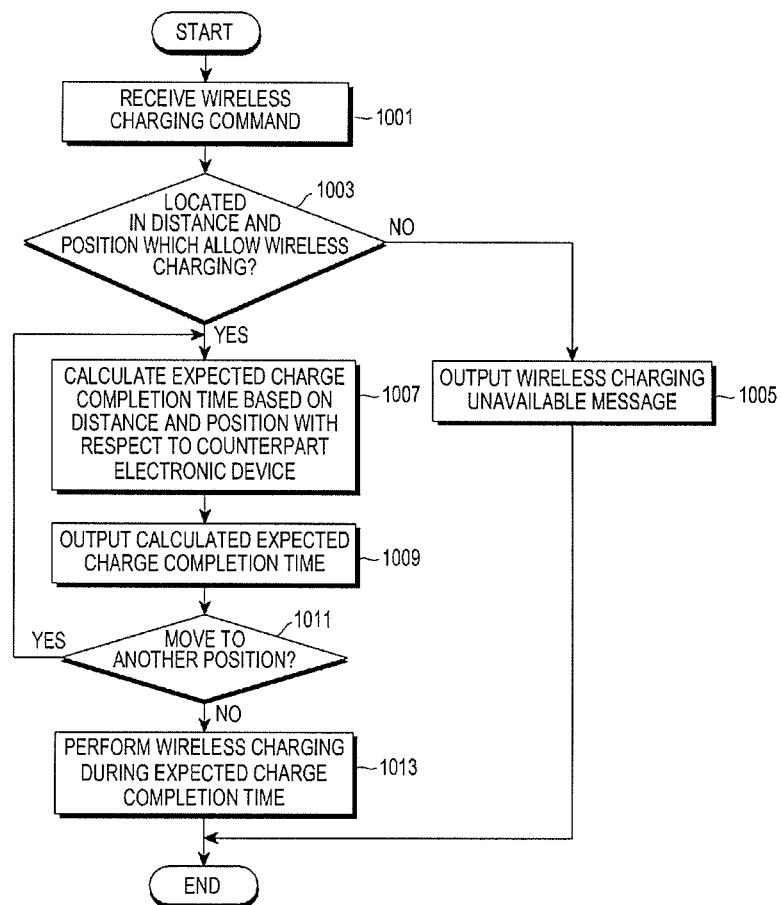 START
RECEIVE WIRELESS
CHARGING COMMAND
1001
1003
LOCATED
IN DISTANCE AND
POSITION WHICH ALLOW WIRELESS
CHARGING?
NO
YES
CALCULATE EXPECTED CHARGE
COMPLETION TIME BASED ON
DISTANCE AND POSITION WITH
RESPECT TO COUNTERPART
ELECTRONIC DEVICE
1007
OUTPUT WIRELESS CHARGING
UNAVAILABLE MESSAGE
1005
OUTPUT CALCULATED EXPECTED
CHARGE COMPLETION TIME
1009
1011
YES
MOVE TO
ANOTHER POSITION?
NO
PERFORM WIRELESS CHARGING
DURING EXPECTED CHARGE
COMPLETION TIME
1013
END